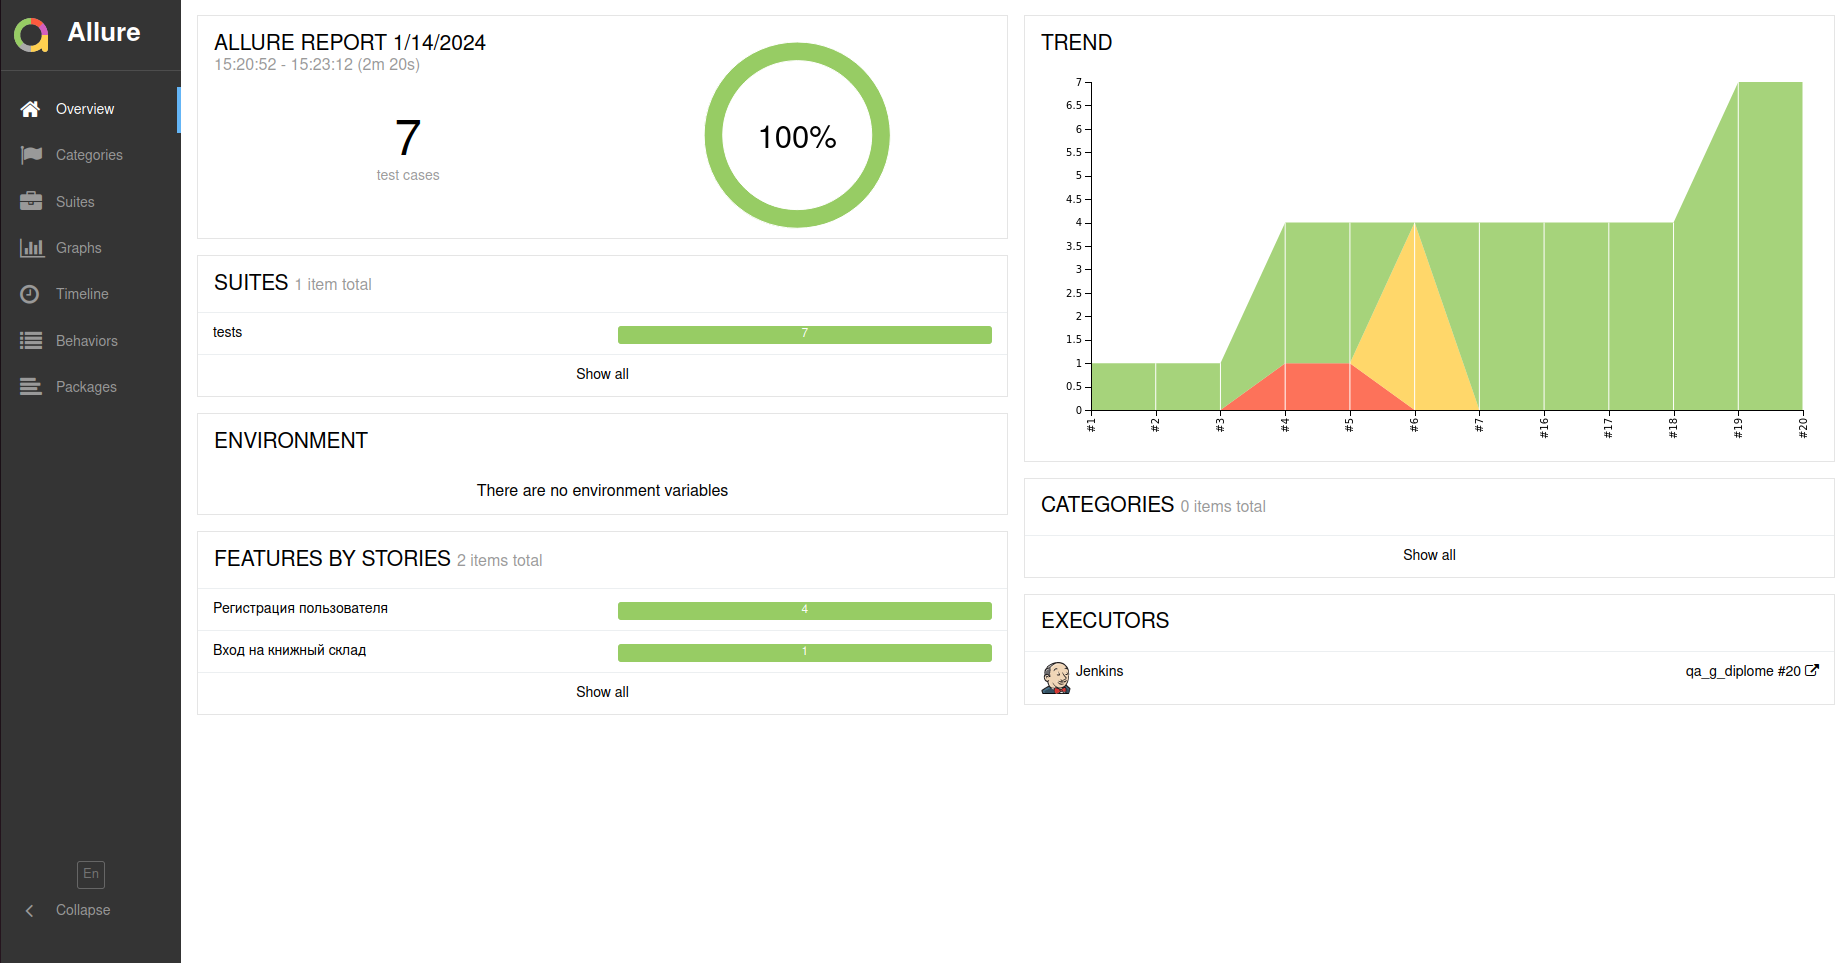 Allure
Overview
Categories
Suites
Graphs
Timeline
Behaviors
Packages
En
Collapse
ALLURE REPORT 1/14/2024
15:20:52 - 15:23:12 (2m 20s)
7
test cases
100%
SUITES 1 item total
tests 7
Show all
ENVIRONMENT
There are no environment variables
FEATURES BY STORIES 2 items total
Регистрация пользователя 4
Вход на книжный склад 1
Show all
TREND
7
6.5
6
5.5
5
4.5
4
3.5
3
2.5
2
1.5
1
0.5
0
#1 #2 #3 #4 #5 #6 #7 #16 #17 #18 #19 #20
CATEGORIES 0 items total
Show all
EXECUTORS
Jenkins qa_g_diplome #20